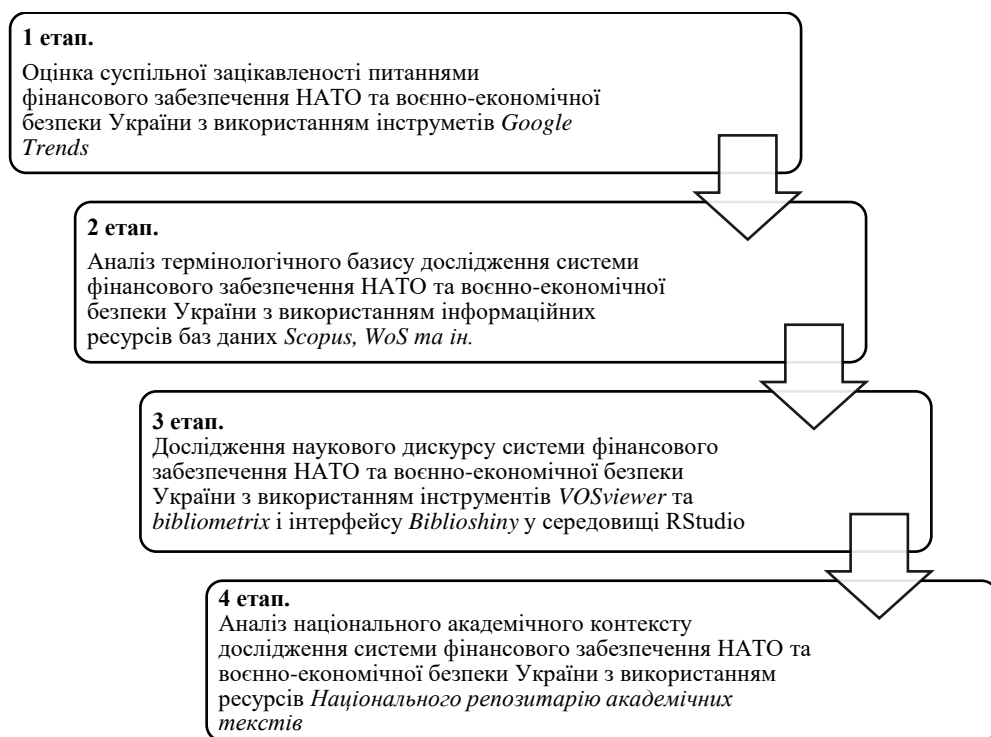 1 етап.
Оцінка суспільної зацікавленості питаннями
фінансового забезпечення НАТО та воєнно-економічної
безпеки України з використанням інструметів Google
Trends
2 етап.
Аналіз термінологічного базису дослідження системи
фінансового забезпечення НАТО та воєнно-економічної
безпеки України з використанням інформаційних
ресурсів баз даних Scopus, WoS та ін.
3 етап.
Дослідження наукового дискурсу системи фінансового
забезпечення НАТО та воєнно-економічної безпеки
України з використанням інструментів VOSviewer та
bibliometrix і інтерфейсу Biblioshiny у середовищі RStudio
4 етап.
Аналіз національного академічного контексту
дослідження системи фінансового забезпечення НАТО та
воєнно-економічної безпеки України з використанням
ресурсів Національного репозитарію академічних
текстів